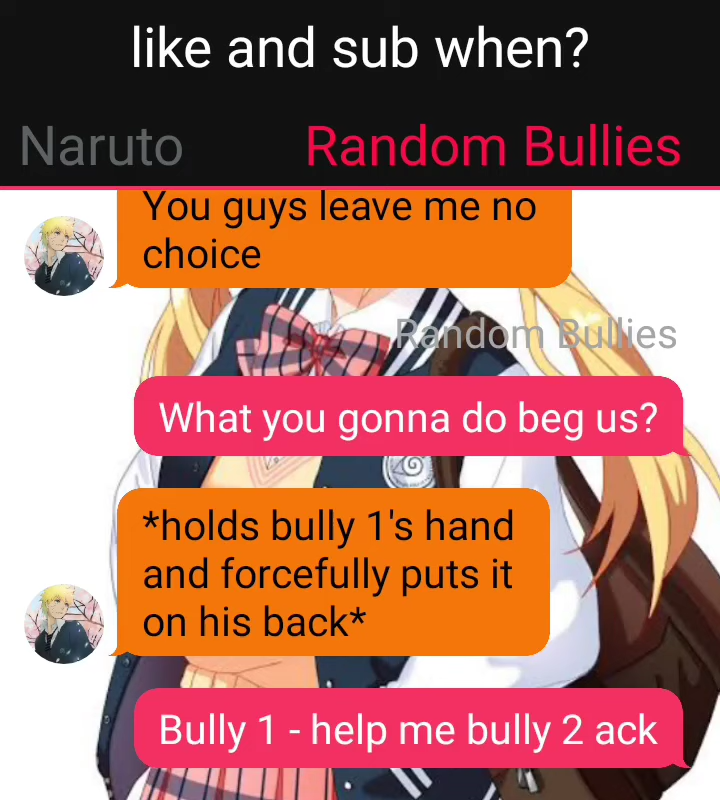 like and sub when?
Naruto Random Bullies
You guys leave me no
choice
Random Bullies
What you gonna do beg us?
*holds bully 1's hand
and forcefully puts it
on his back*
Bully 1 - help me bully 2 ack